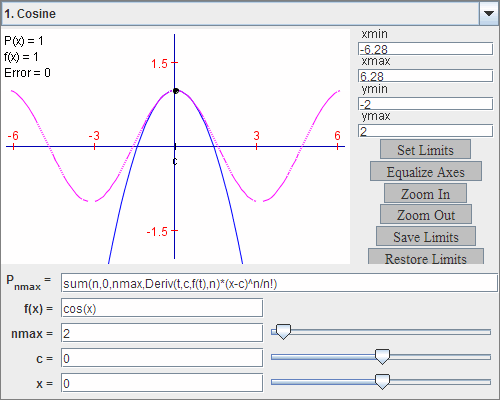 1. Cosine
P(x) = 1
f(x) = 1
Error = 0
1.5
-6 -3 3 6
c
-1.5
xmin
-6.28
xmax
6.28
ymin
-2
ymax
2
Set Limits
Equalize Axes
Zoom In
Zoom Out
Save Limits
Restore Limits
Pnmax = sum(n,0,nmax,Deriv(t,c,f(t),n)*(x-c)^n/n!)
f(x) = cos(x)
nmax = 2
c = 0
x = 0